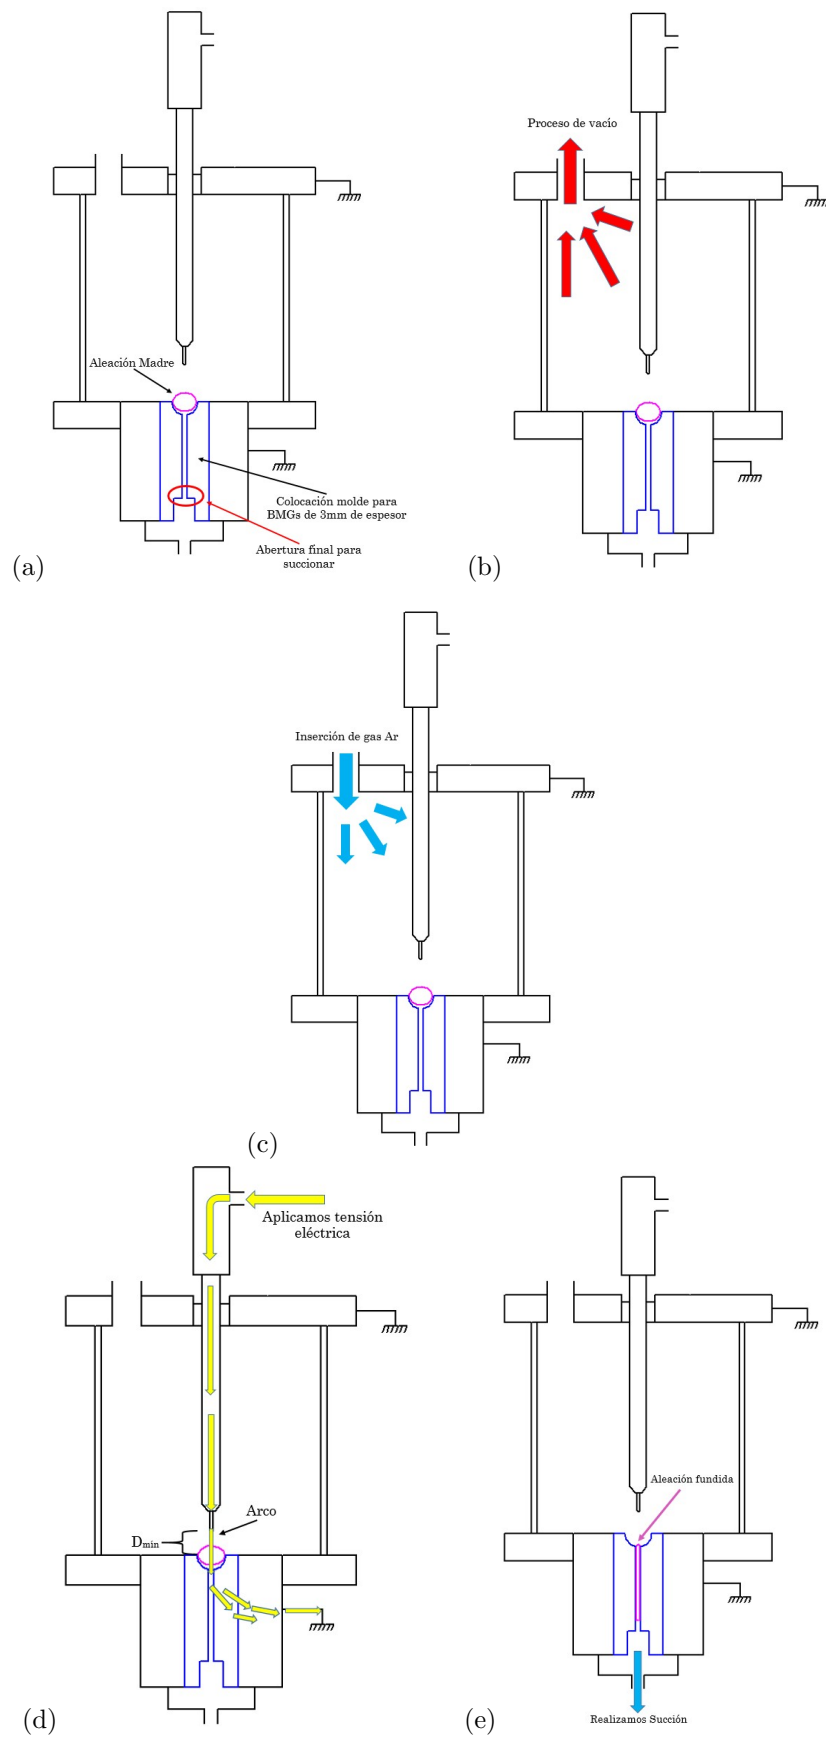 Proceso de vacío
Aleación Madre
Colocación molde para
BMGs de 3mm de espesor
Abertura final para
succionar
(a)
(b)
Inserción de gas Ar
(c)
Aplicamos tensión
eléctrica
Arco
Dmin
Aleación fundida
Realizamos Succión
(d)
(e)